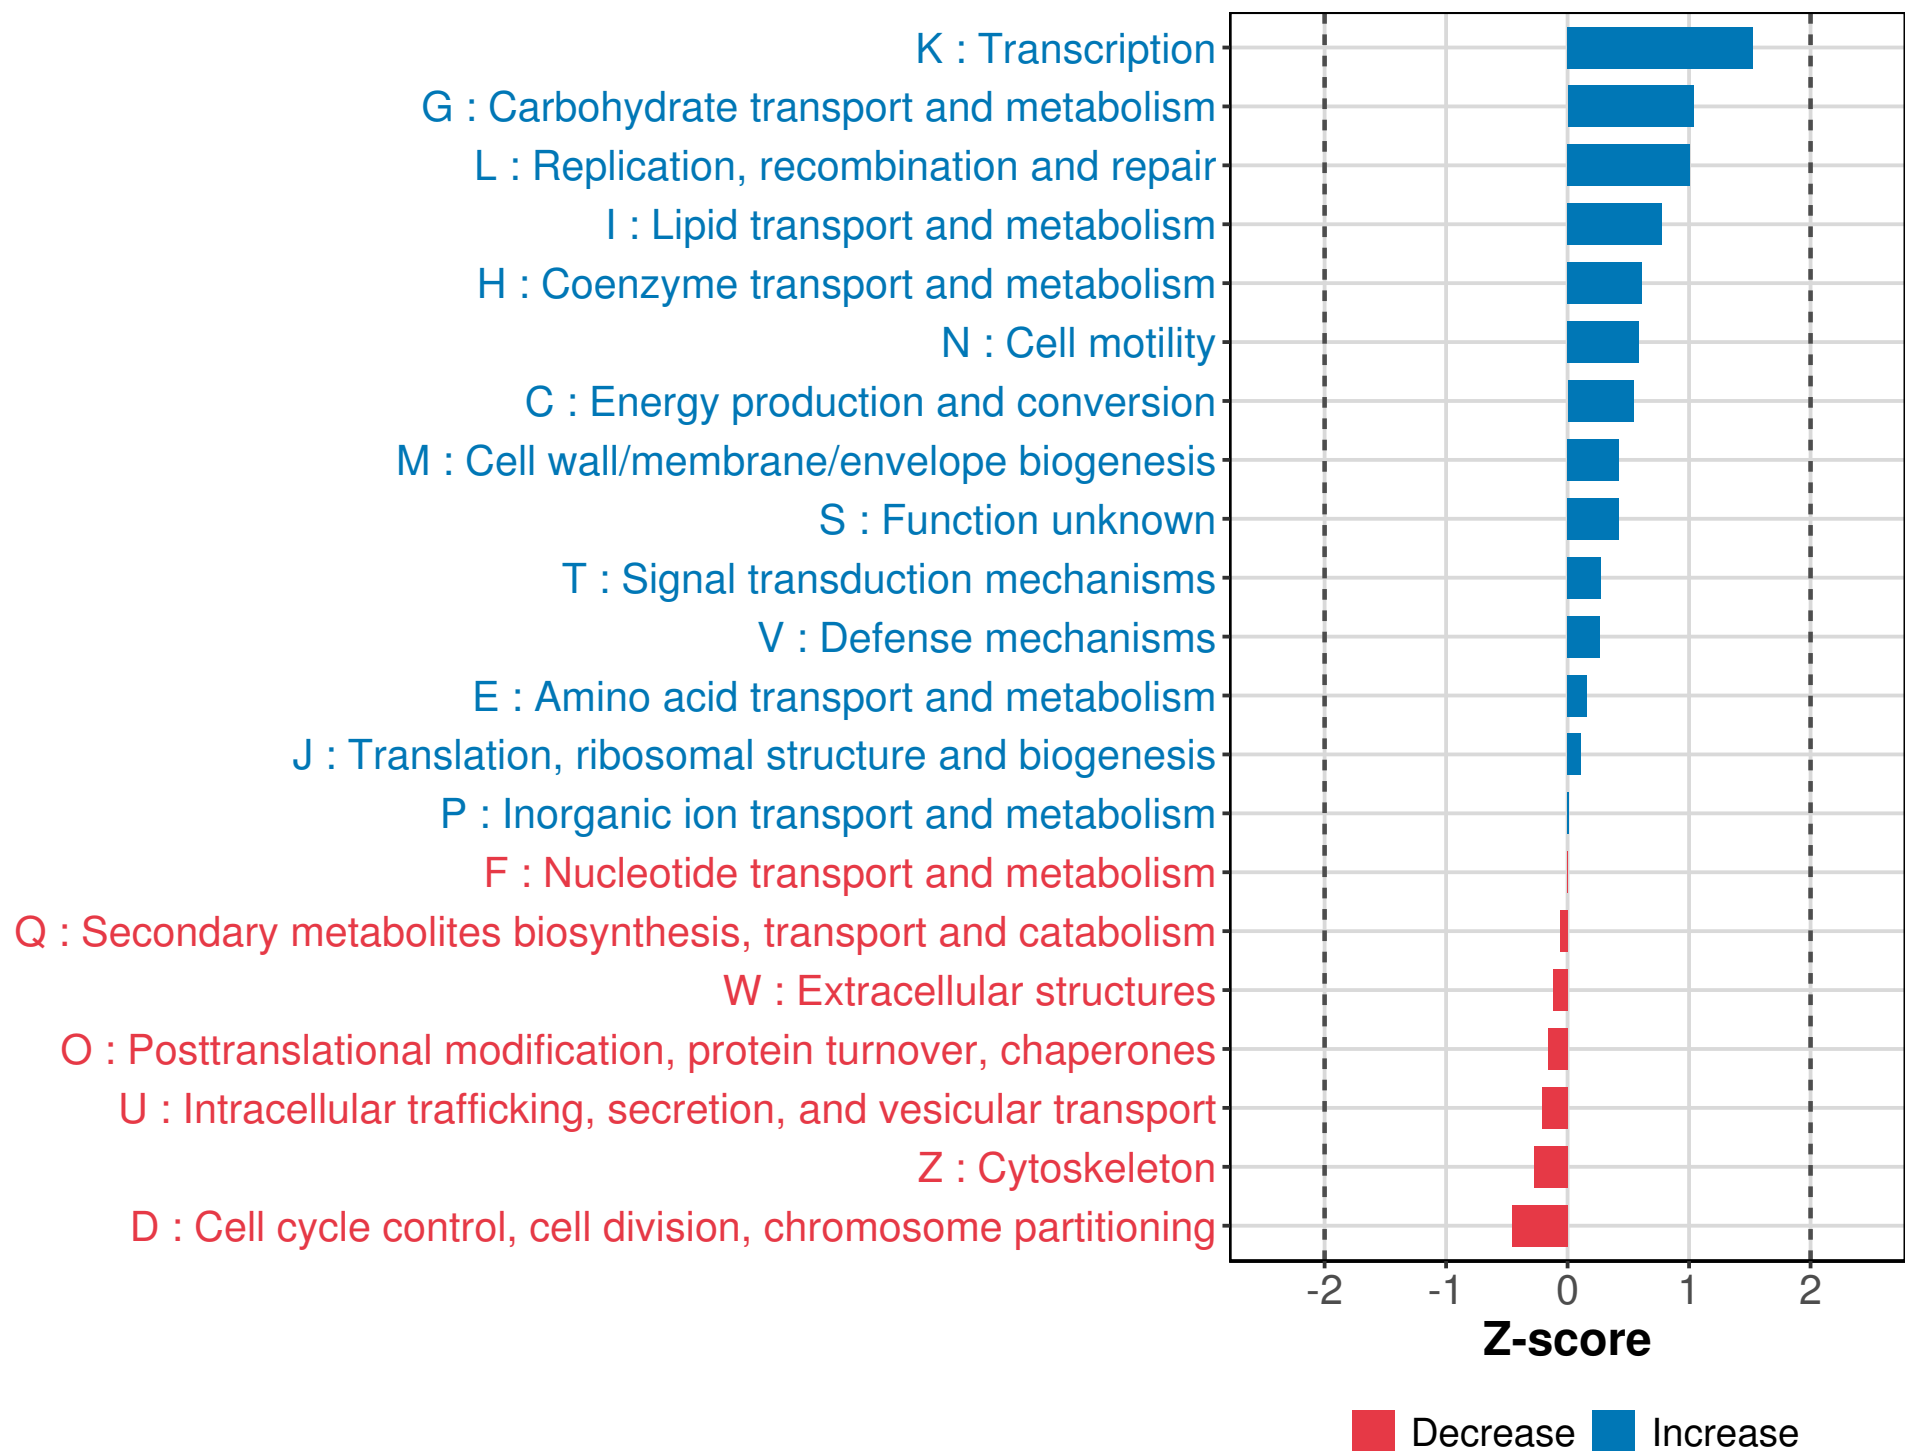 K : Transcription
G : Carbohydrate transport and metabolism
L : Replication, recombination and repair
I : Lipid transport and metabolism
H : Coenzyme transport and metabolism
N : Cell motility
C : Energy production and conversion
M : Cell wall/membrane/envelope biogenesis
S : Function unknown
T : Signal transduction mechanisms
V : Defense mechanisms
E : Amino acid transport and metabolism
J : Translation, ribosomal structure and biogenesis
P : Inorganic ion transport and metabolism
F : Nucleotide transport and metabolism
Q : Secondary metabolites biosynthesis, transport and catabolism
W : Extracellular structures
O : Posttranslational modification, protein turnover, chaperones
U : Intracellular trafficking, secretion, and vesicular transport
Z : Cytoskeleton
D : Cell cycle control, cell division, chromosome partitioning
-2 -1 0 1 2
Z-score
Decrease Increase